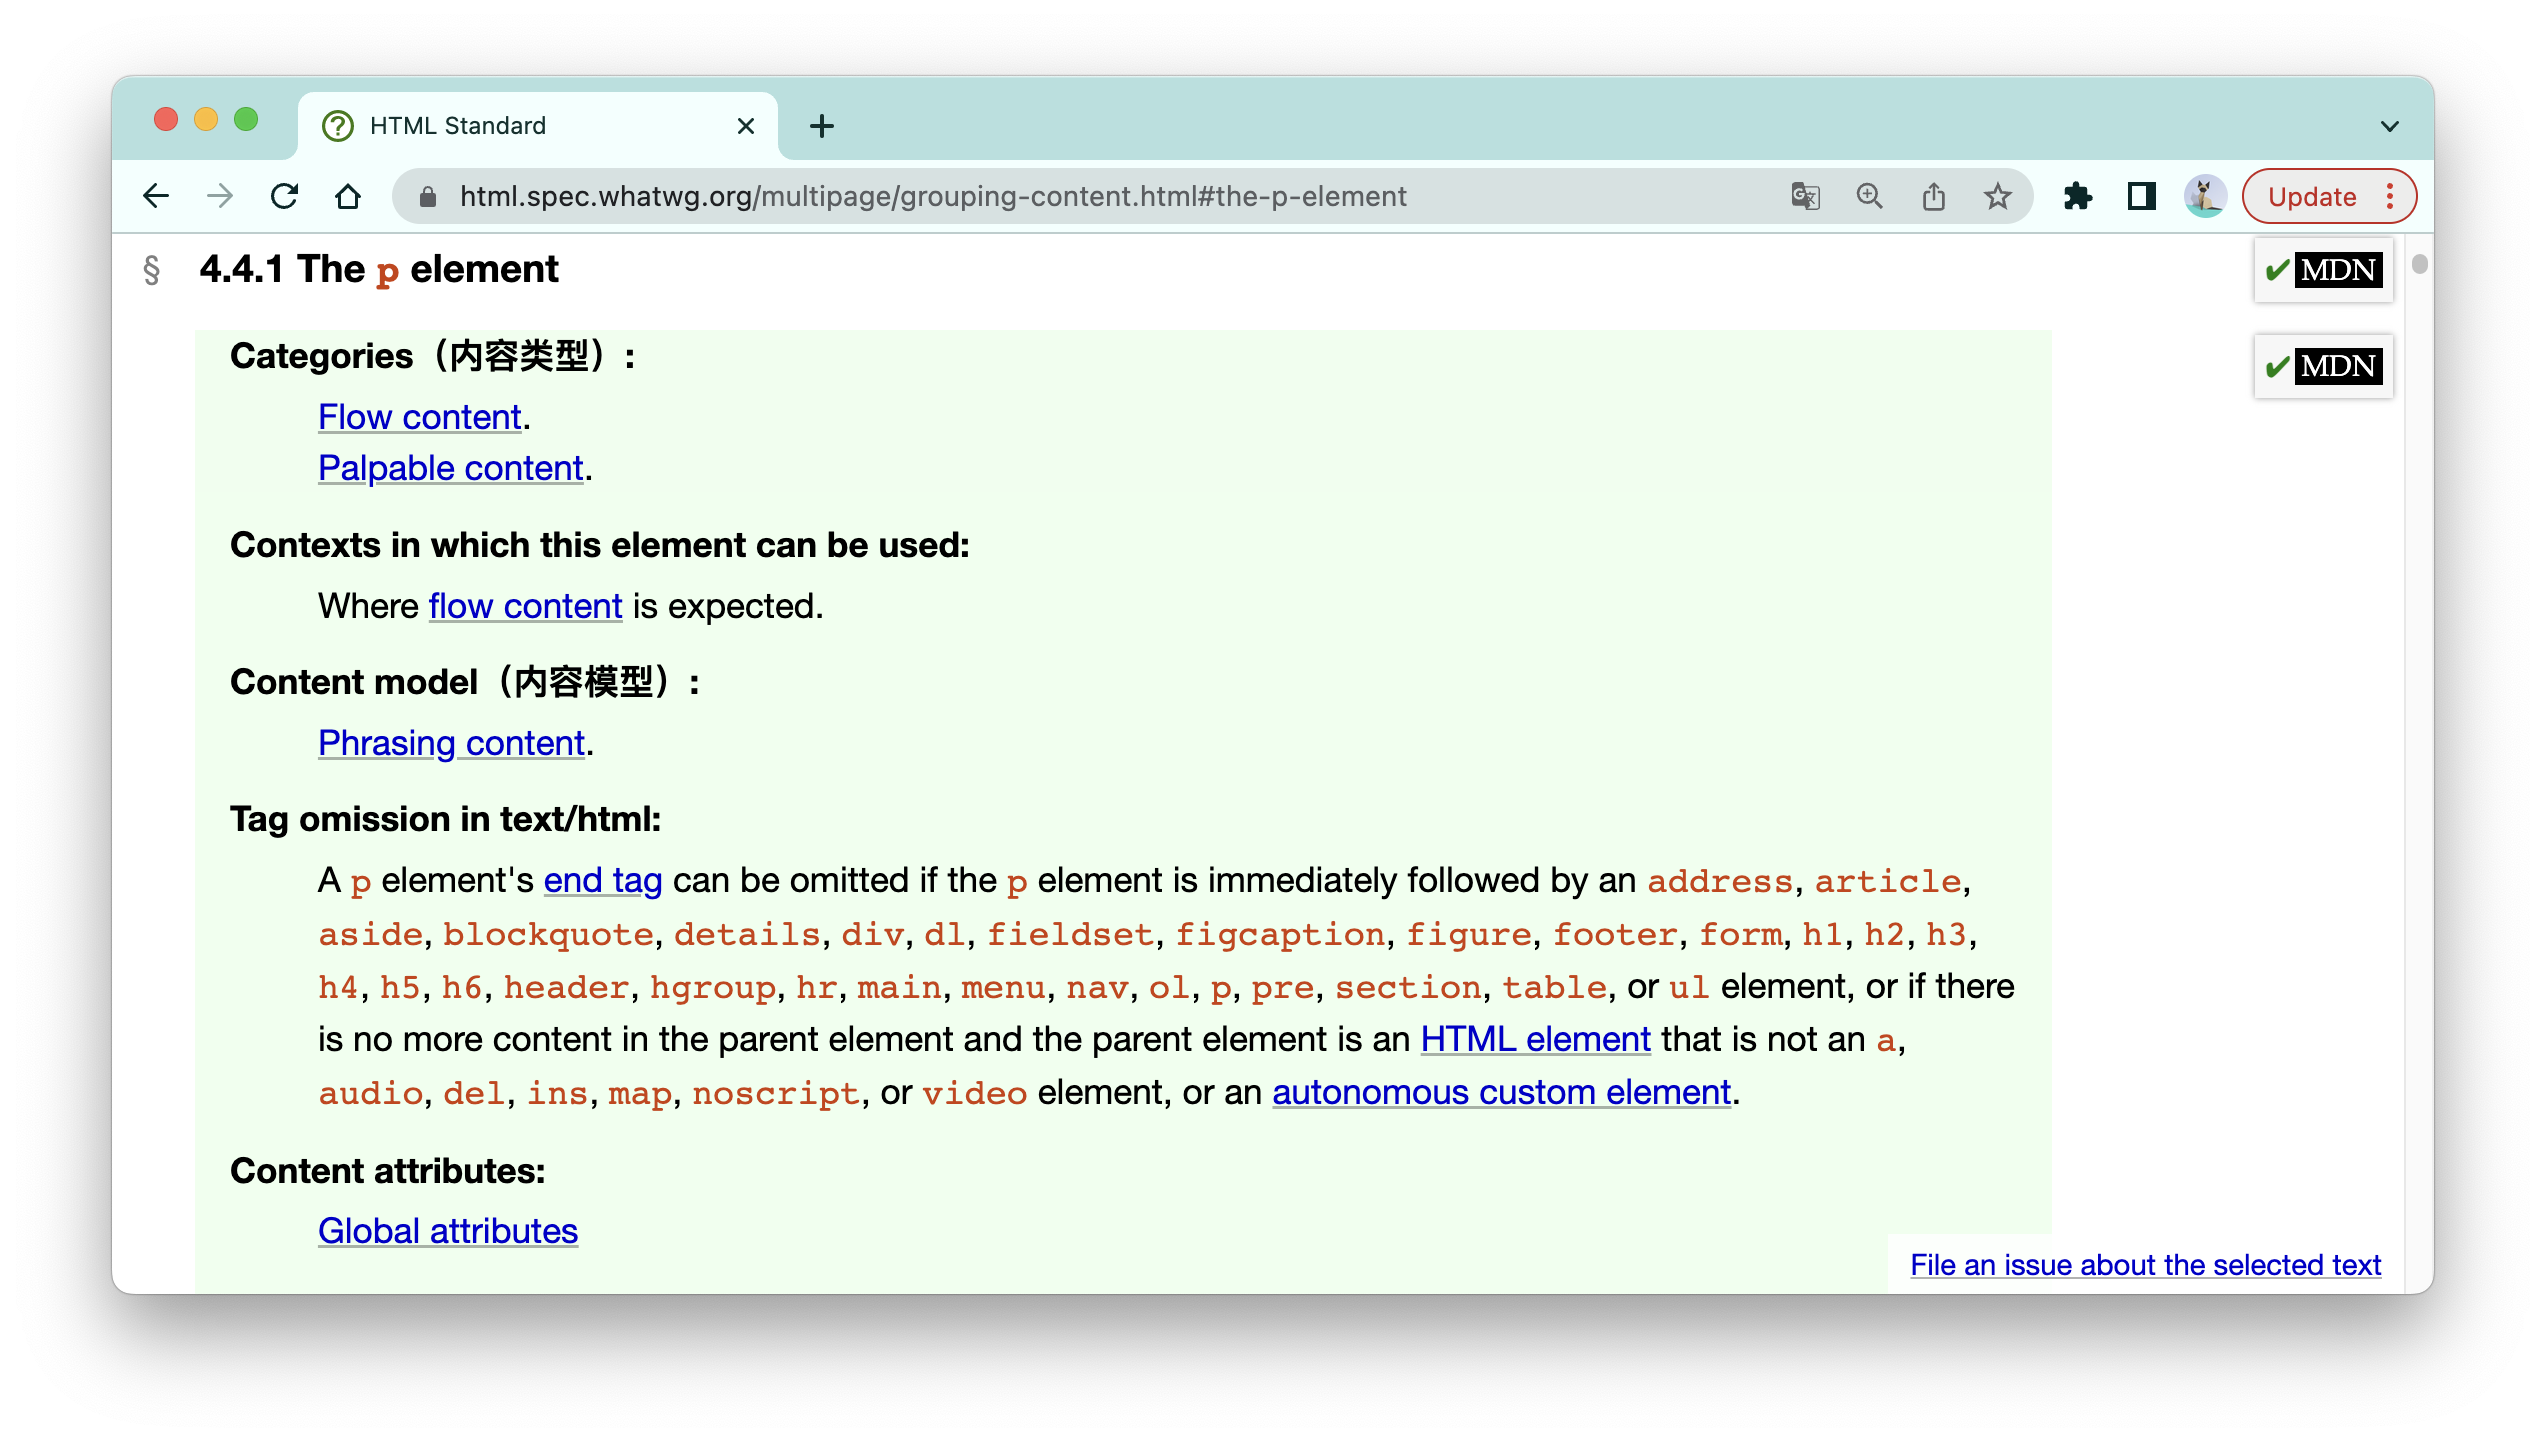 HTML Standard
html.spec.whatwg.org/multipage/grouping-content.html#the-p-element
Update
§ 4.4.1 The p element
✔ MDN
Categories（内容类型）:
✔ MDN
Flow content.
Palpable content.
Contexts in which this element can be used:
Where flow content is expected.
Content model（内容模型）:
Phrasing content.
Tag omission in text/html:
A p element's end tag can be omitted if the p element is immediately followed by an address, article,
aside, blockquote, details, div, dl, fieldset, figcaption, figure, footer, form, h1, h2, h3,
h4, h5, h6, header, hgroup, hr, main, menu, nav, ol, p, pre, section, table, or ul element, or if there
is no more content in the parent element and the parent element is an HTML element that is not an a,
audio, del, ins, map, noscript, or video element, or an autonomous custom element.
Content attributes:
Global attributes
File an issue about the selected text